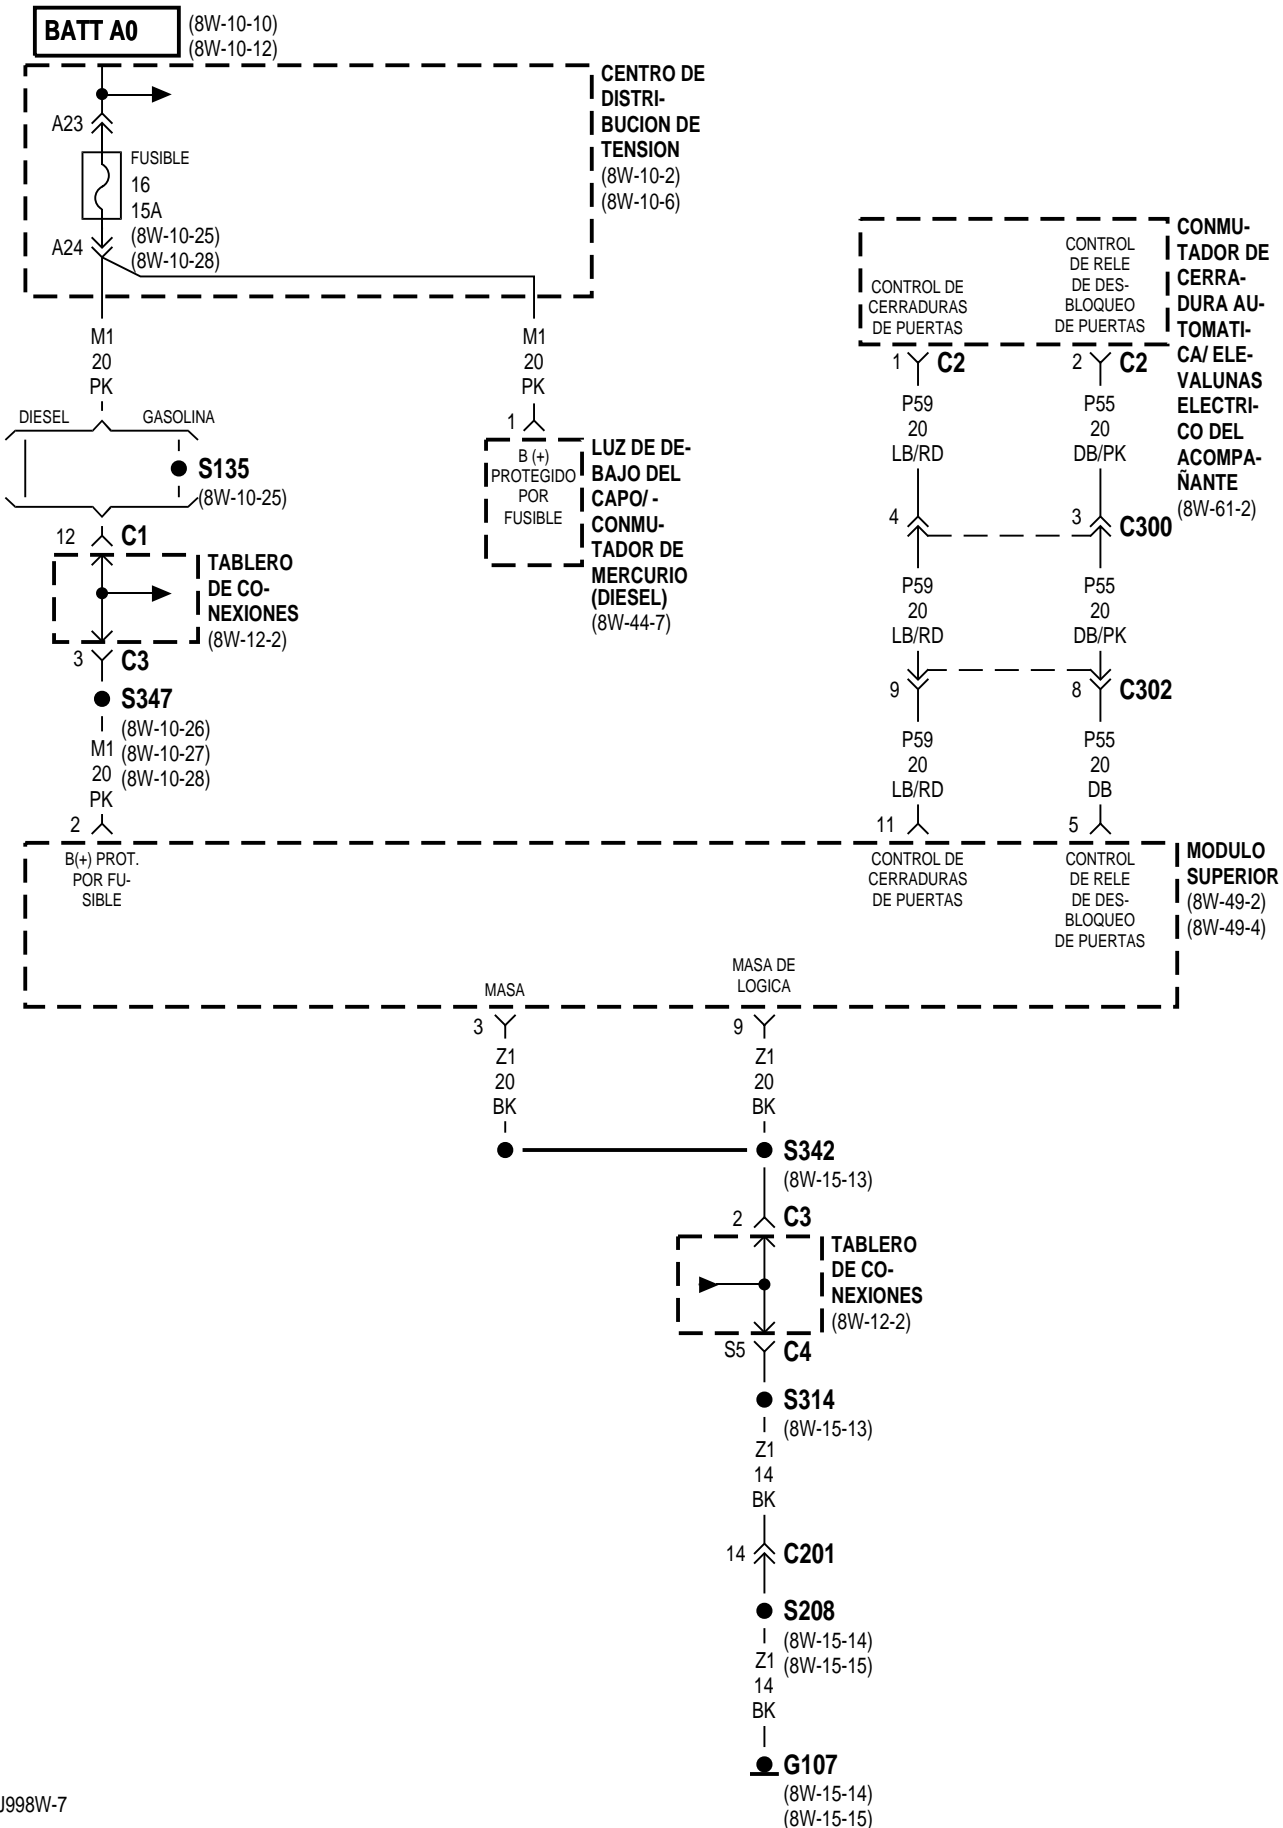 BATT A0
(8W-10-10)
(8W-10-12)
CENTRO DE
DISTRI-
BUCION DE
TENSION
(8W-10-2)
(8W-10-6)
A23
FUSIBLE
16
15A
(8W-10-25)
(8W-10-28)
A24
M1
20
PK
M1
20
PK
DIESEL
GASOLINA
S135
(8W-10-25)
1
B (+)
PROTEGIDO
POR
FUSIBLE
LUZ DE DE-
BAJO DEL
CAPO/ -
CONMU-
TADOR DE
MERCURIO
(DIESEL)
(8W-44-7)
12
C1
TABLERO
DE CO-
NEXIONES
(8W-12-2)
3
C3
S347
(8W-10-26)
(8W-10-27)
(8W-10-28)
M1
20
PK
2
CONTROL DE
CERRADURAS
DE PUERTAS
CONTROL
DE RELE
DE DES-
BLOQUEO
DE PUERTAS
CONMU-
TADOR DE
CERRA-
DURA AU-
TOMATI-
CA/ ELE-
VALUNAS
ELECTRI-
CO DEL
ACOMPA-
ÑANTE
(8W-61-2)
1
C2
2
C2
P59
20
LB/RD
P55
20
DB/PK
4
3
C300
P59
20
LB/RD
P55
20
DB/PK
9
8
C302
P59
20
LB/RD
P55
20
DB
11
5
B(+) PROT.
POR FU-
SIBLE
CONTROL DE
CERRADURAS
DE PUERTAS
CONTROL
DE RELE
DE DES-
BLOQUEO
DE PUERTAS
MODULO
SUPERIOR
(8W-49-2)
(8W-49-4)
MASA
MASA DE
LOGICA
3
9
Z1
20
BK
Z1
20
BK
S342
(8W-15-13)
2
C3
TABLERO
DE CO-
NEXIONES
(8W-12-2)
S5
C4
S314
(8W-15-13)
Z1
14
BK
14
C201
S208
(8W-15-14)
(8W-15-15)
Z1
14
BK
G107
(8W-15-14)
(8W-15-15)
J998W-7